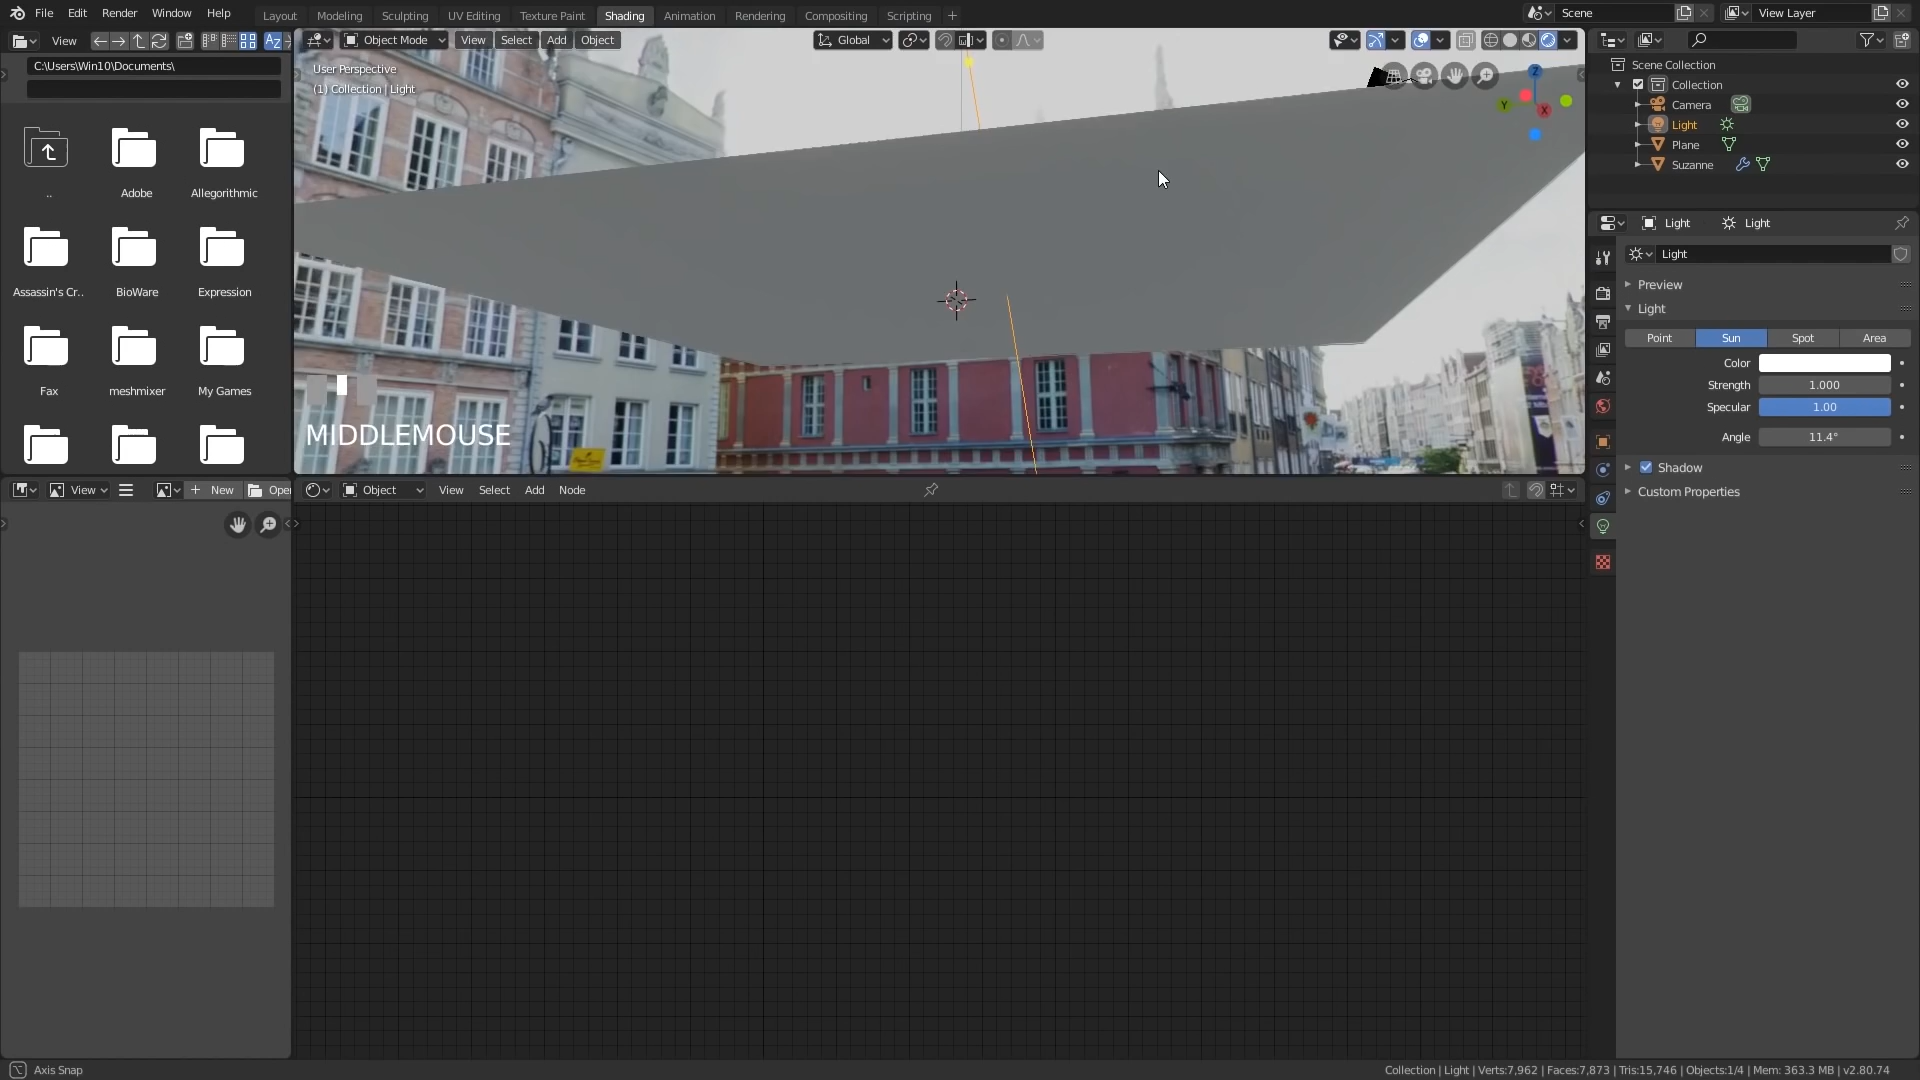 File Edit Render Window Help
Layout Modeling Sculpting UV Editing Texture Paint Shading Animation Rendering Compositing Scripting
Scene
View Layer
View
C:\Users\Win10\Documents\
..
Adobe
Allegorithmic
Assassin's Cr..
BioWare
Expression
Fax
meshmixer
My Games
Object Mode View Select Add Object
Global
User Perspective
(1) Collection | Light
Z
Y
X
MIDDLEMOUSE
Scene Collection
Collection
Camera
Light
Plane
Suzanne
Light Light
Light
Preview
Light
Point Sun Spot Area
Color
Strength 1.000
Specular 1.00
Angle 11.4°
Shadow
Custom Properties
View New Ope
Object View Select Add Node
Axis Snap
Collection | Light | Verts:7,962 | Faces:7,873 | Tris:15,746 | Objects:1/4 | Mem: 363.3 MB | v2.80.74